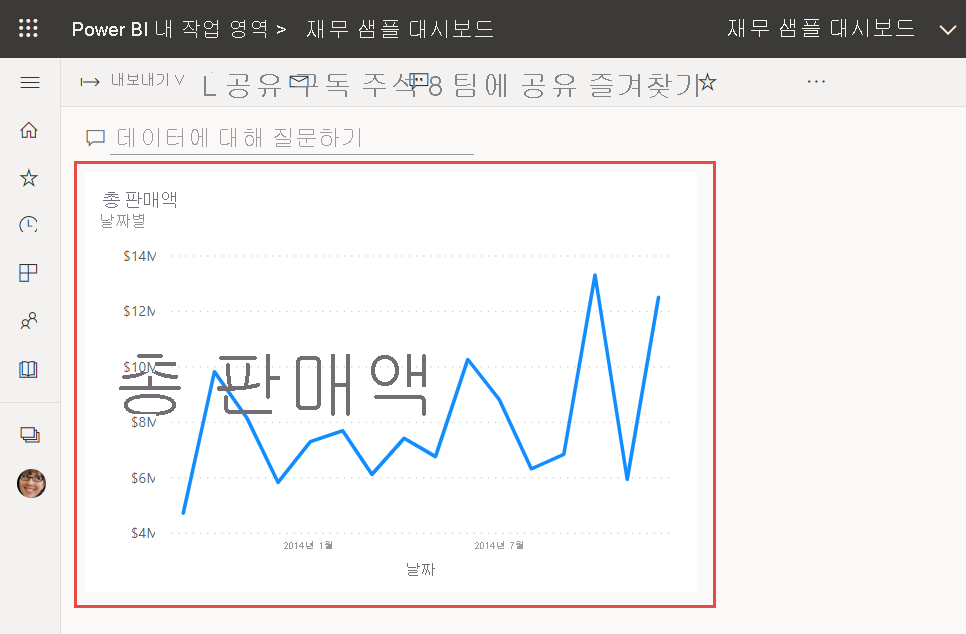 Power BI 내 작업 영역 > 재무 샘플 대시보드
재무 샘플 대시보드
내보내기
L 공유 구독 주석 8 팀에 공유 즐겨찾기
...
데이터에 대해 질문하기
총 판매액
날짜별
$14M
$12M
$10M
총 판매액
$8M
$6M
$4M
2014년 1월 2014년 7월
날짜